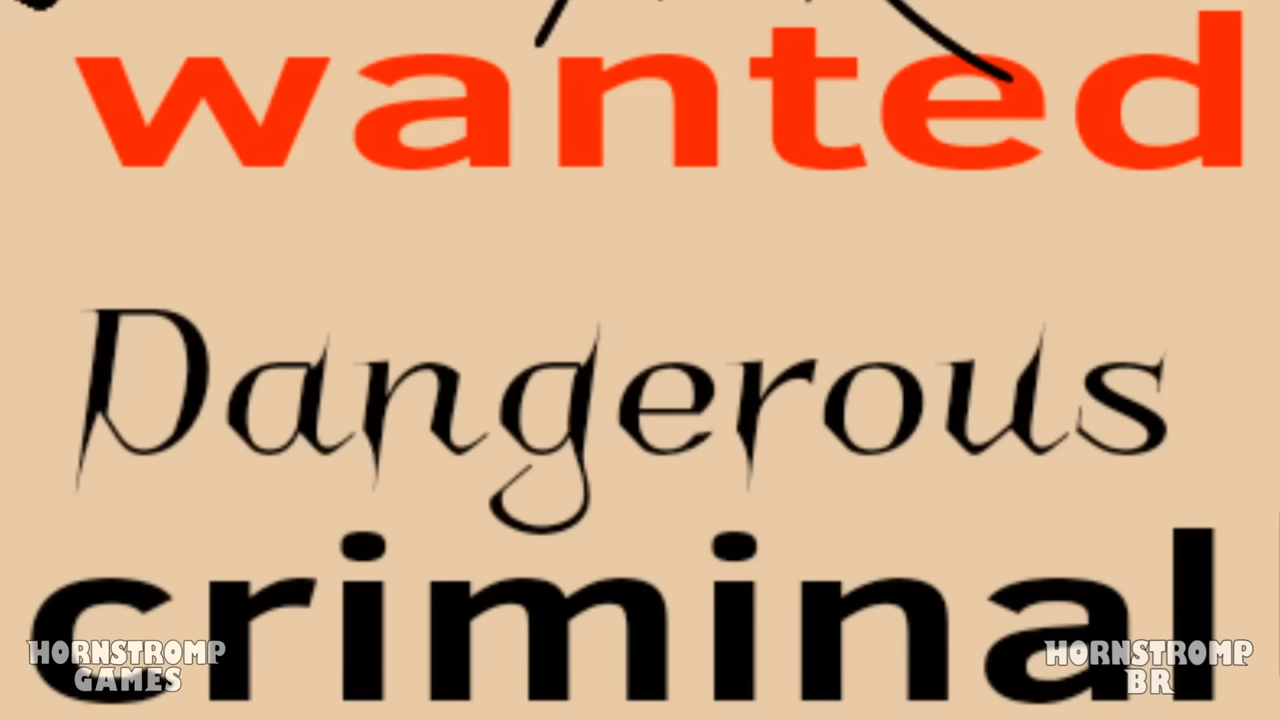 wanted
Dangerous
criminal
HORNSTROMP
GAMES
HORNSTROMP
BR